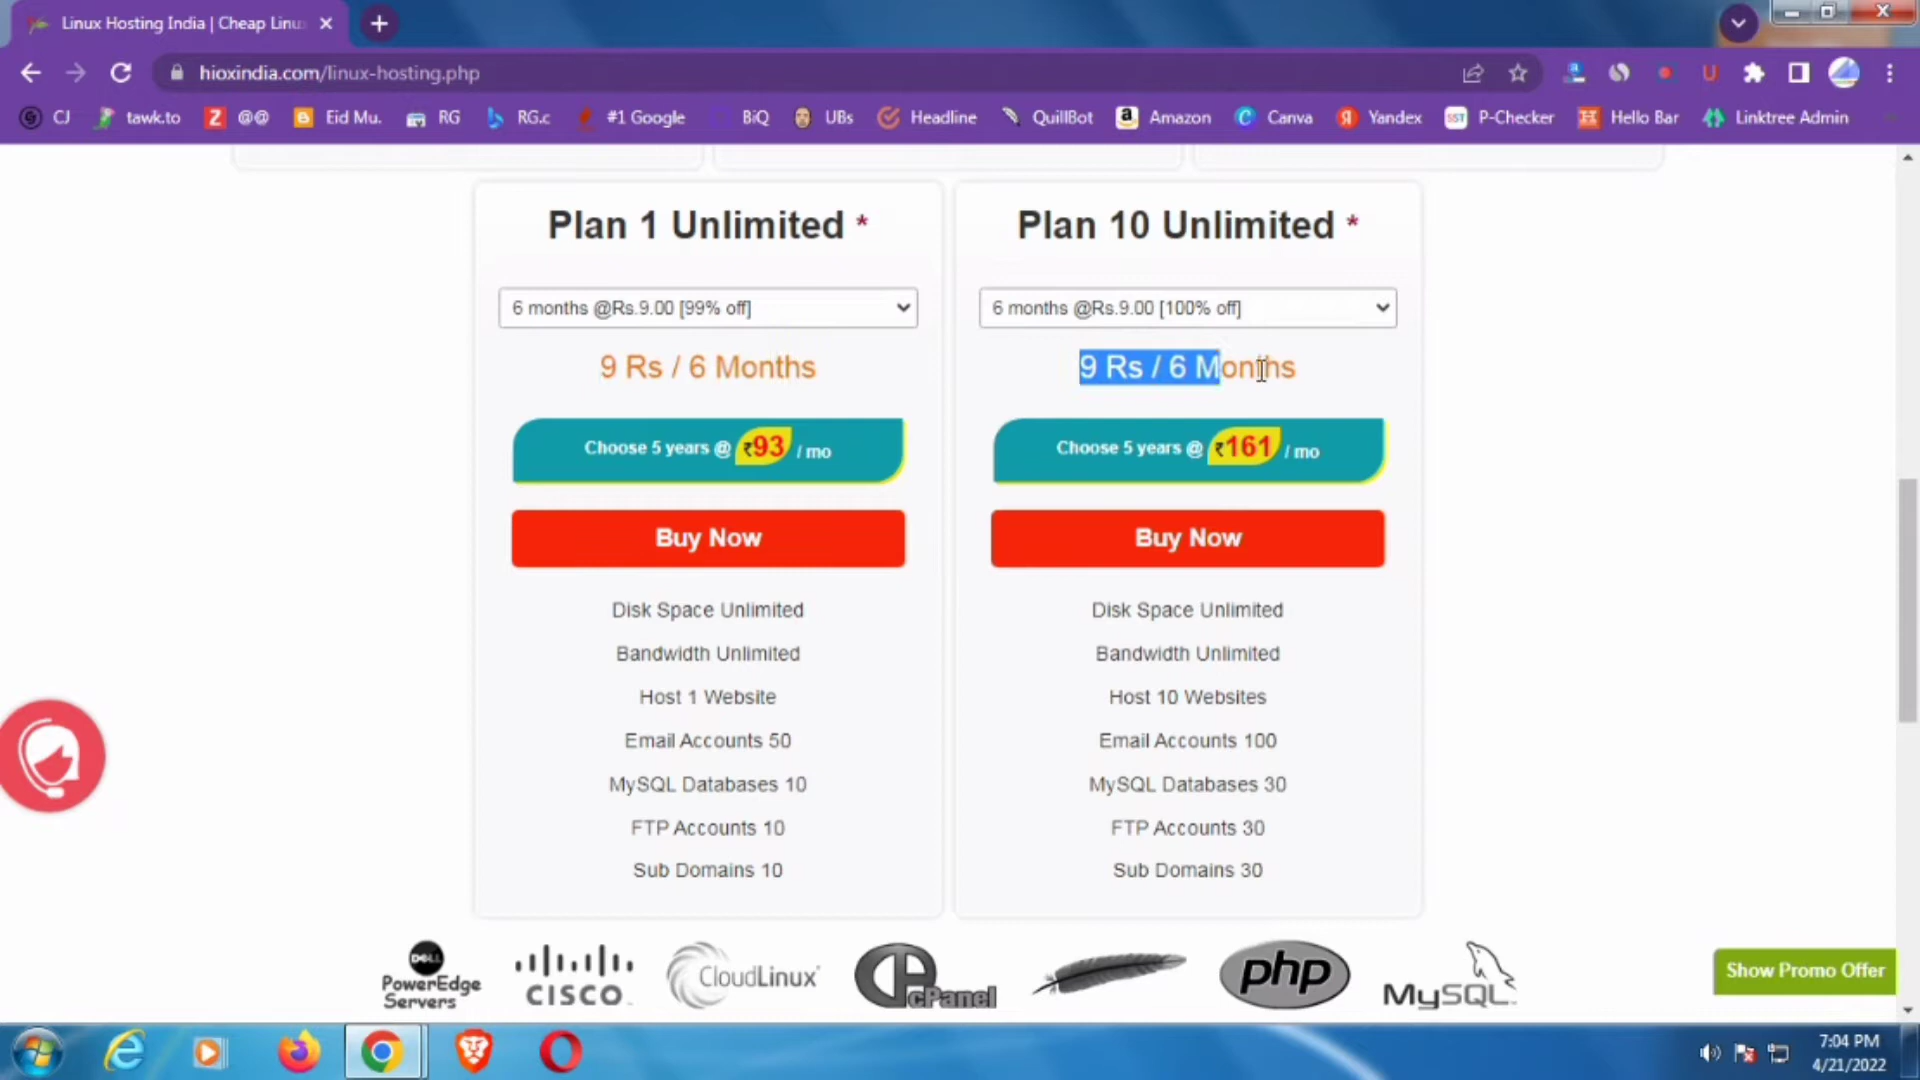 Linux Hosting India | Cheap Linu
hioxindia.com/linux-hosting.php
CJ tawk.to @@ Eid Mu. RG RG.c #1 Google BiQ UBs Headline QuillBot Amazon Canva Yandex P-Checker Hello Bar Linktree Admin
Plan 1 Unlimited *
6 months @Rs.9.00 [99% off]
9 Rs / 6 Months
Choose 5 years @ ₹93 / mo
Buy Now
Disk Space Unlimited
Bandwidth Unlimited
Host 1 Website
Email Accounts 50
MySQL Databases 10
FTP Accounts 10
Sub Domains 10
Plan 10 Unlimited *
6 months @Rs.9.00 [100% off]
9 Rs / 6 Months
Choose 5 years @ ₹161 / mo
Buy Now
Disk Space Unlimited
Bandwidth Unlimited
Host 10 Websites
Email Accounts 100
MySQL Databases 30
FTP Accounts 30
Sub Domains 30
DELL
PowerEdge
Servers
CISCO
CloudLinux
cPanel
php
MySQL
Show Promo Offer
7:04 PM
4/21/2022